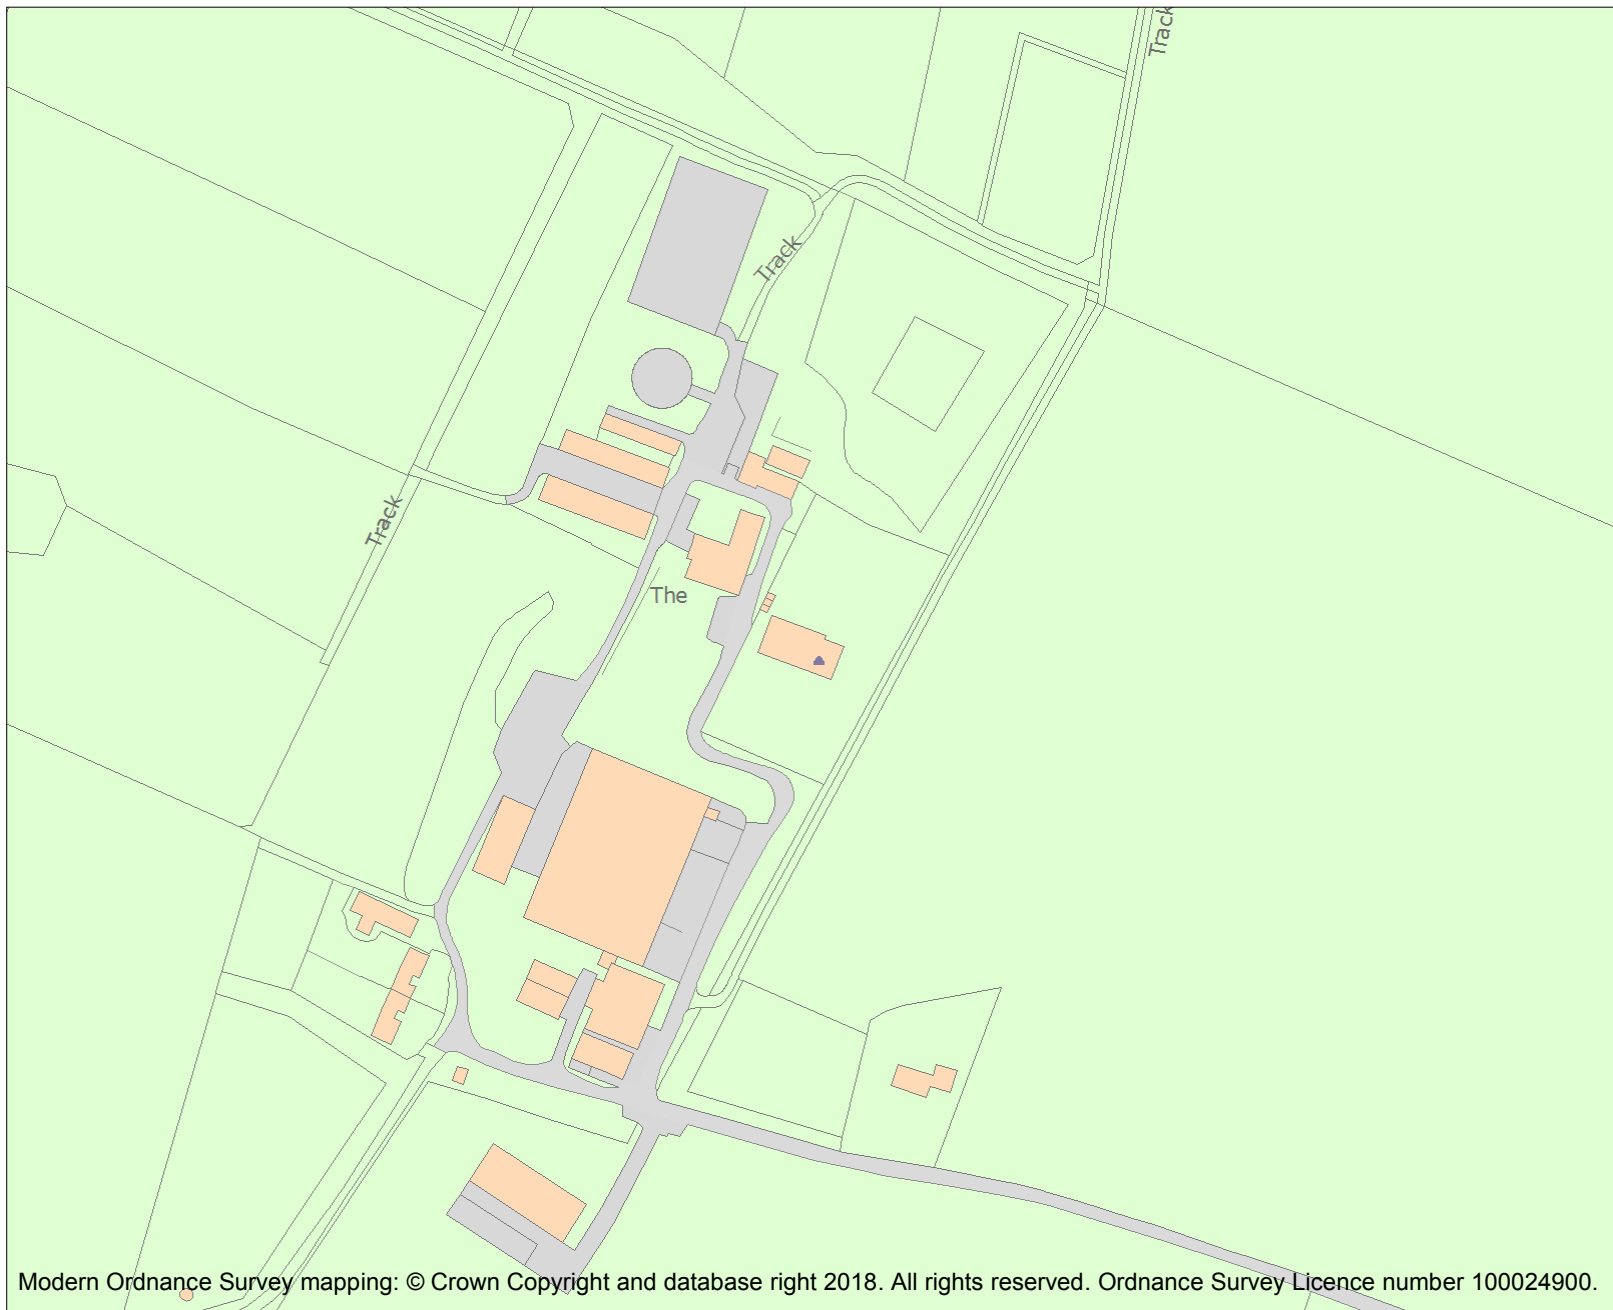 Track
Track
Track
The
Modern Ordnance Survey mapping: © Crown Copyright and database right 2018. All rights reserved. Ordnance Survey Licence number 100024900.